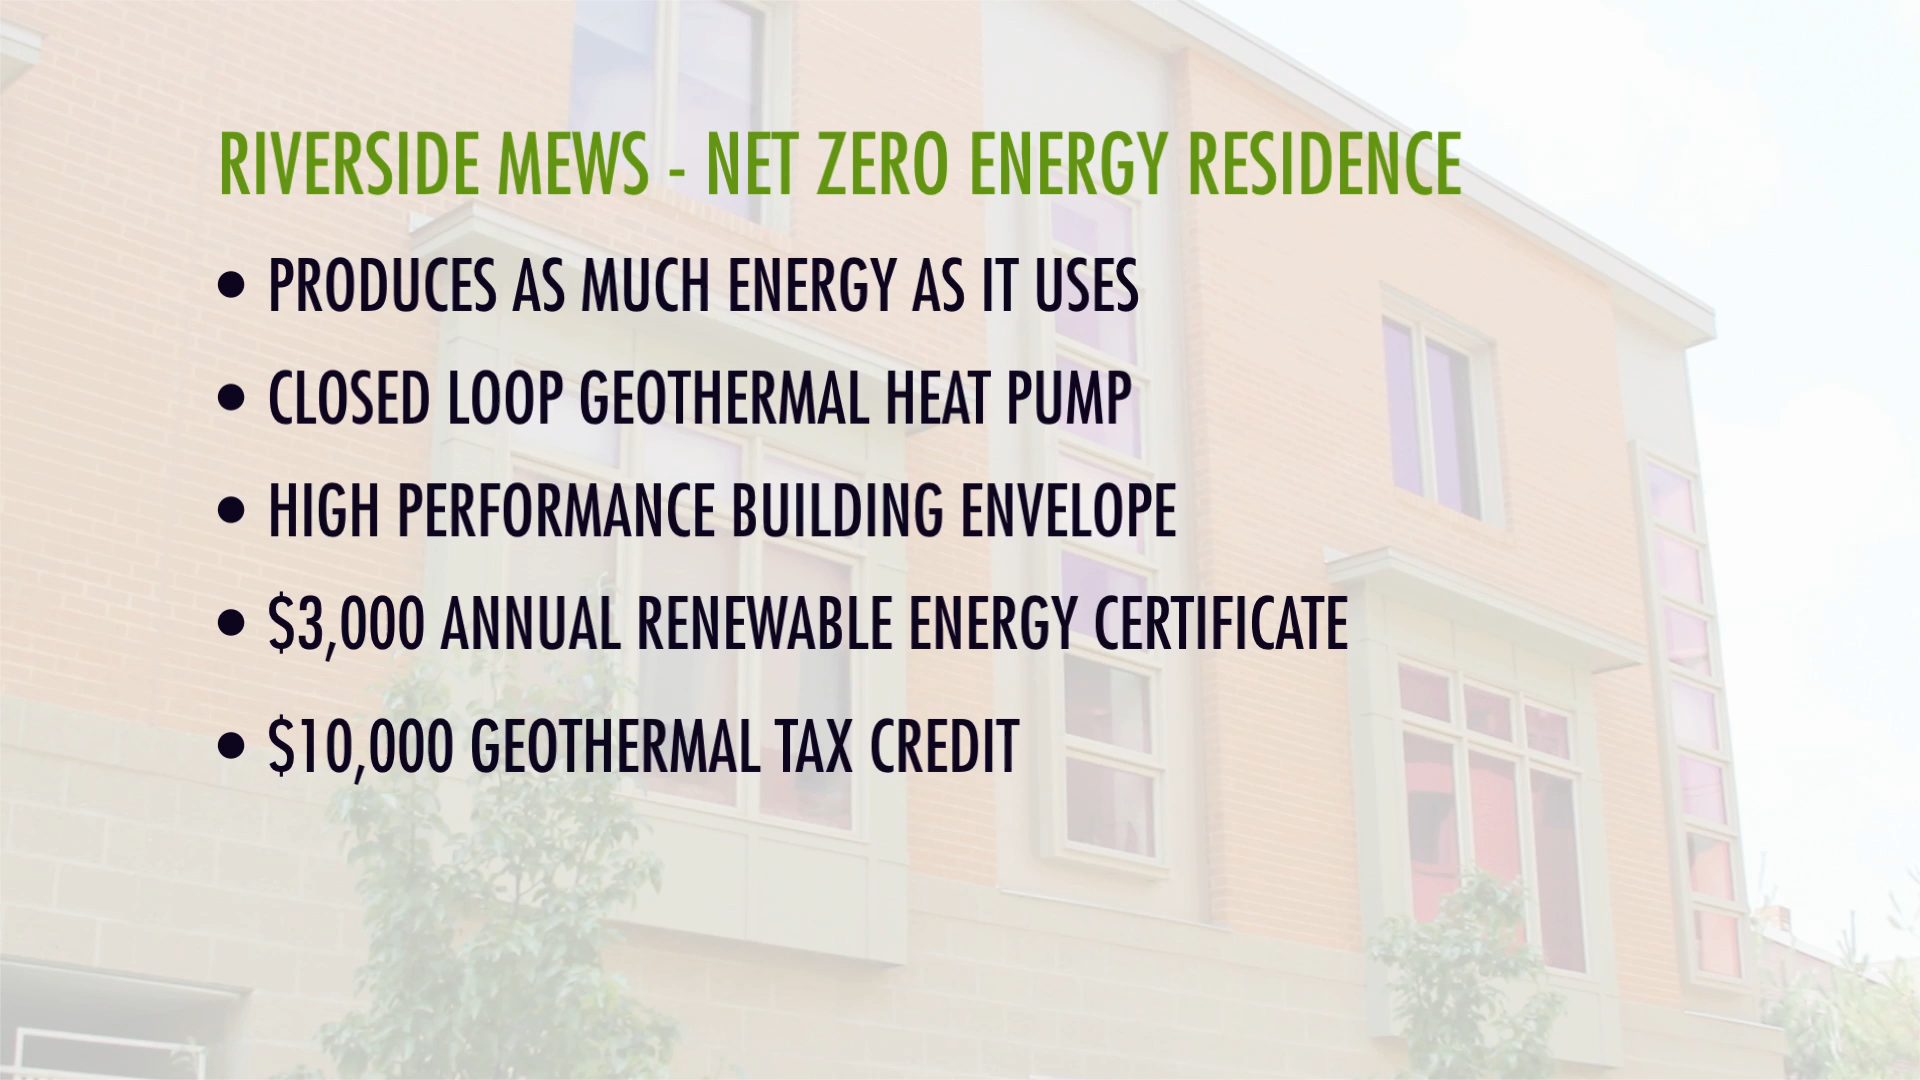 RIVERSIDE MEWS - NET ZERO ENERGY RESIDENCE
• PRODUCES AS MUCH ENERGY AS IT USES
• CLOSED LOOP GEOTHERMAL HEAT PUMP
• HIGH PERFORMANCE BUILDING ENVELOPE
• $3,000 ANNUAL RENEWABLE ENERGY CERTIFICATE
• $10,000 GEOTHERMAL TAX CREDIT